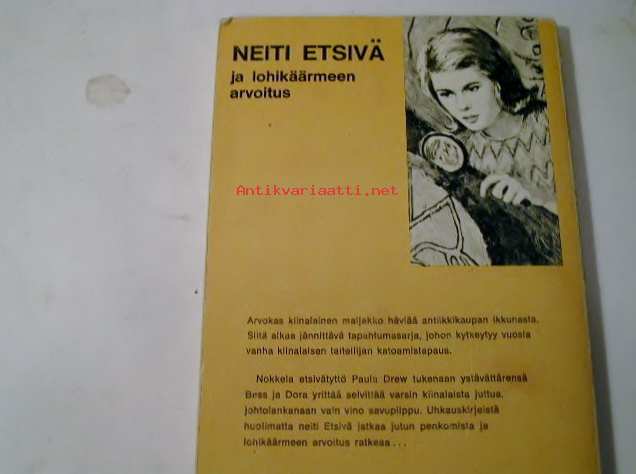 NEITI ETSIVÄ
ja lohikäärmeen
arvoitus
Antikvariaatti.net
Arvokas kiinalainen maljakko häviää antiikkikaupan ikkunasta.
Siitä alkaa jännittävä tapahtumasarja, johon kytkeytyy vuosia
vanha kiinalaisen taiteilijan katoamistapaus.
Nokkela etsivätyttö Paula Drew tukenaan ystävättärensä
Bess ja Dora yrittää selvittää varsin kiinalaista juttua,
johtolankanaan vain vino savupiippu. Uhkauskirjeistä
huolimatta neiti Etsivä jatkaa jutun penkomista ja
lohikäärmeen arvoitus ratkeaa...